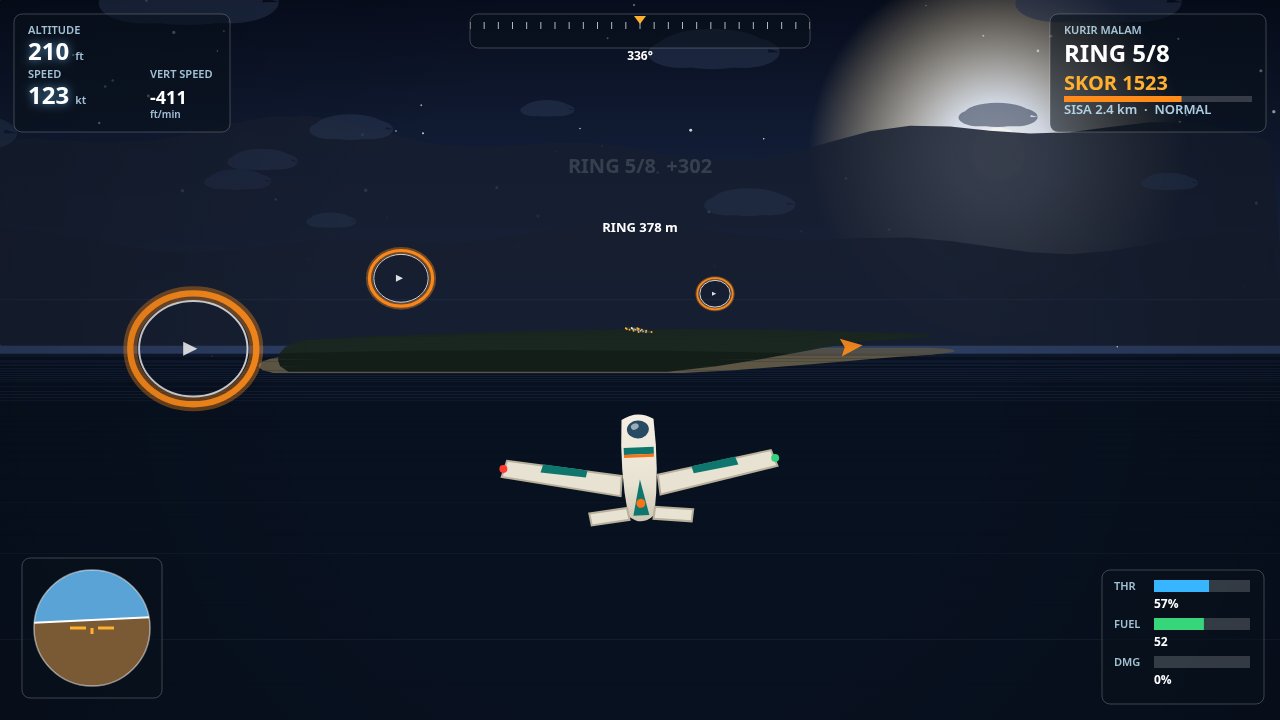 ALTITUDE
210 ft
SPEED
123 kt
VERT SPEED
-411
ft/min
336°
KURIR MALAM
RING 5/8
SKOR 1523
SISA 2.4 km · NORMAL
RING 5/8 +302
RING 378 m
THR
57%
FUEL
52
DMG
0%